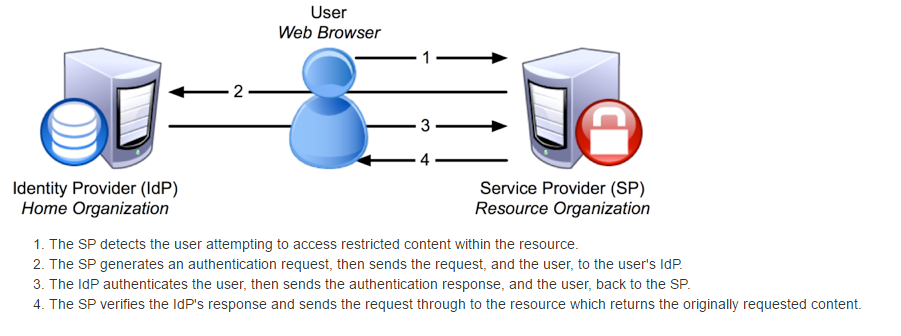 User
Web Browser
1
2
3
4
Identity Provider (IdP)
Home Organization
Service Provider (SP)
Resource Organization
1. The SP detects the user attempting to access restricted content within the resource.
2. The SP generates an authentication request, then sends the request, and the user, to the user's IdP.
3. The IdP authenticates the user, then sends the authentication response, and the user, back to the SP.
4. The SP verifies the IdP's response and sends the request through to the resource which returns the originally requested content.